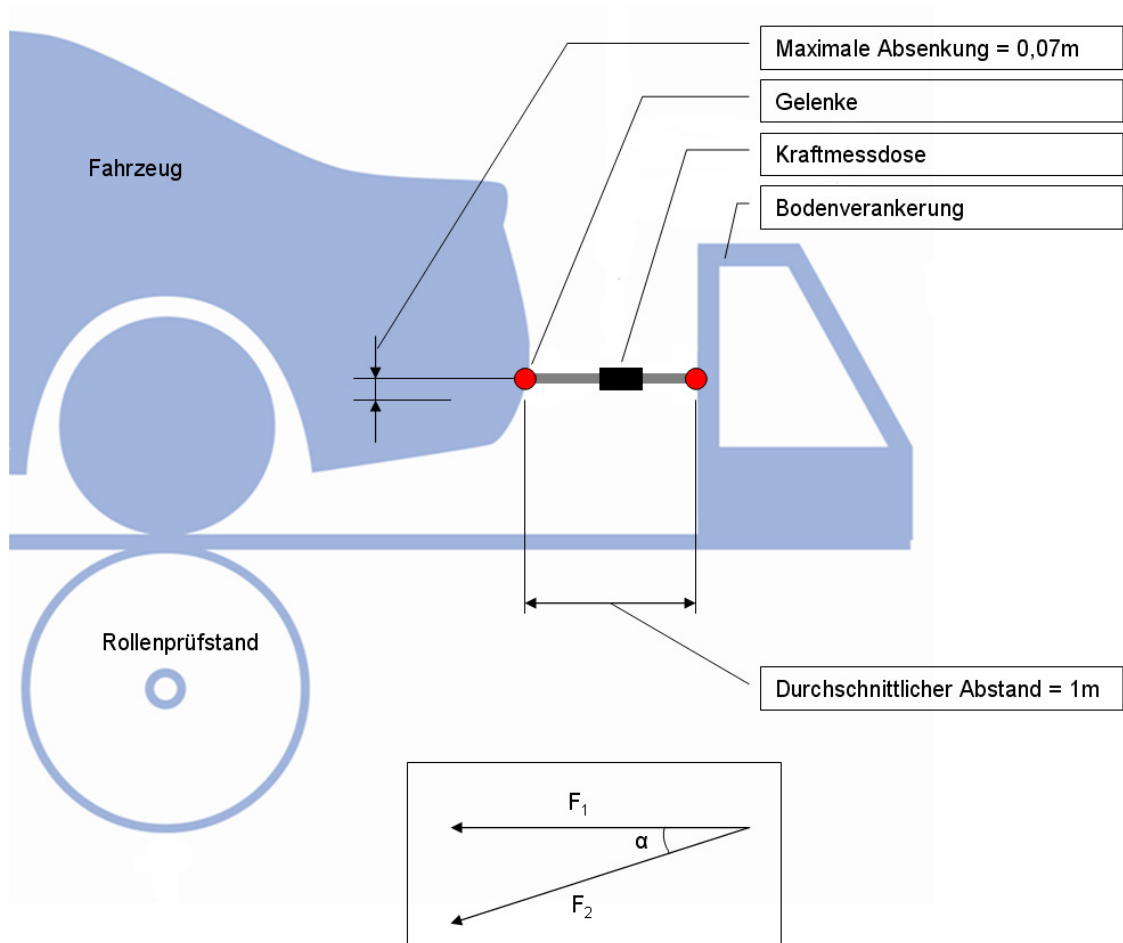 Maximale Absenkung = 0,07m
Gelenke
Fahrzeug
Kraftmessdose
Bodenverankerung
Rollenprüfstand
Durchschnittlicher Abstand = 1m
F₁
α
F₂